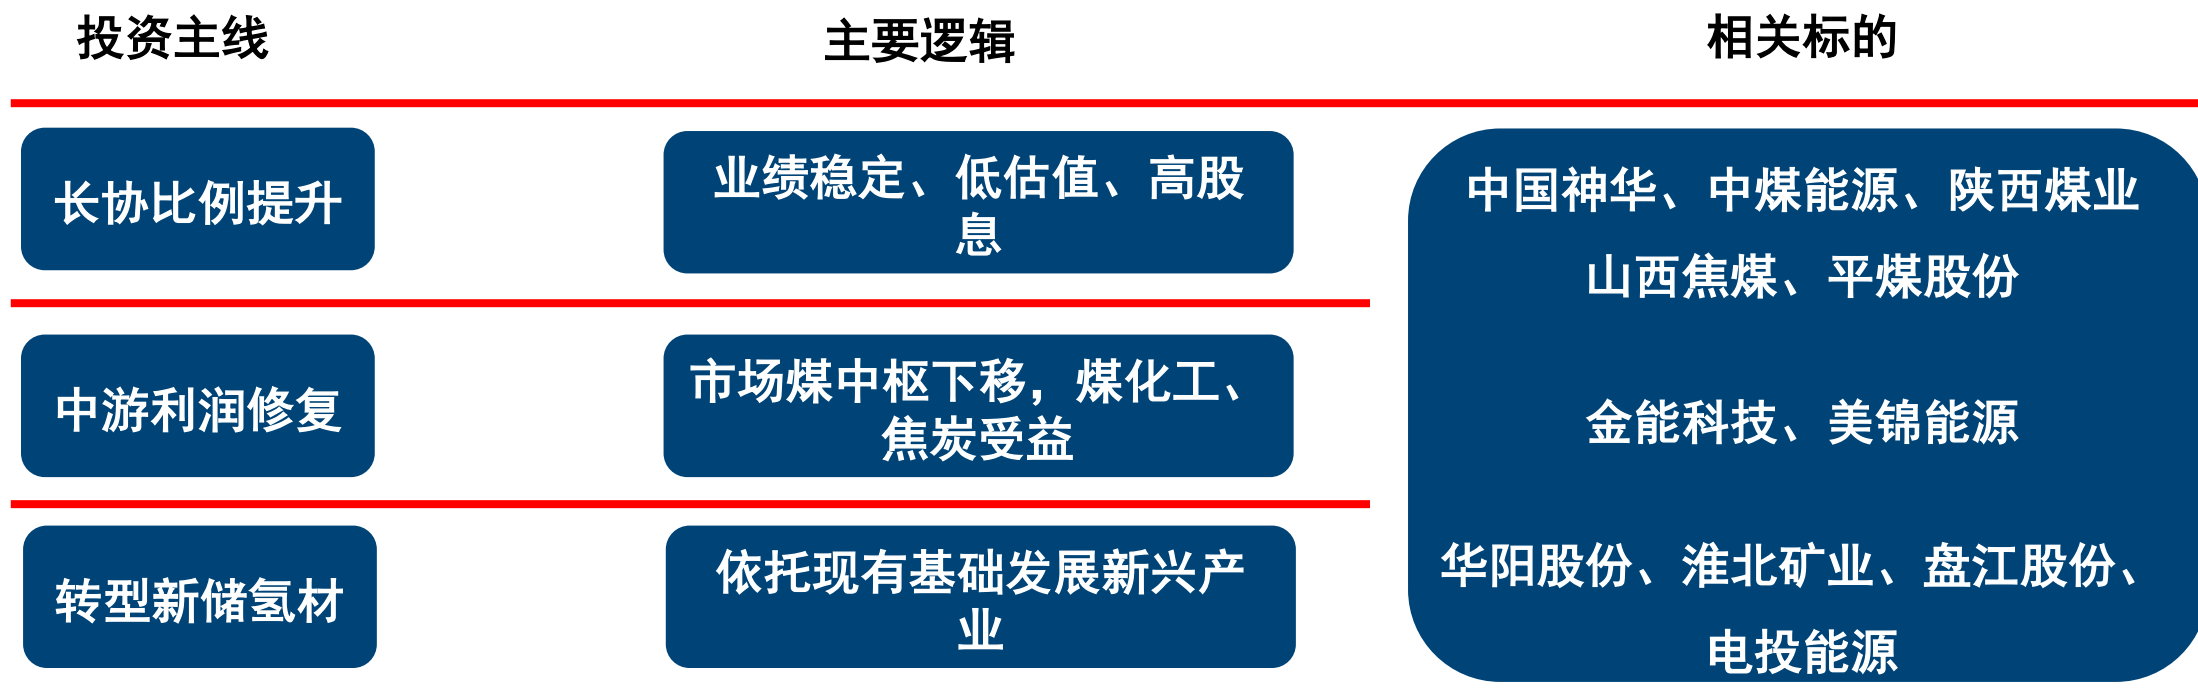 投资主线
主要逻辑
相关标的
长协比例提升
业绩稳定、低估值、高股
息
中国神华、中煤能源、陕西煤业
山西焦煤、平煤股份
中游利润修复
市场煤中枢下移，煤化工、
焦炭受益
金能科技、美锦能源
转型新储氢材
依托现有基础发展新兴产
业
华阳股份、淮北矿业、盘江股份、
电投能源